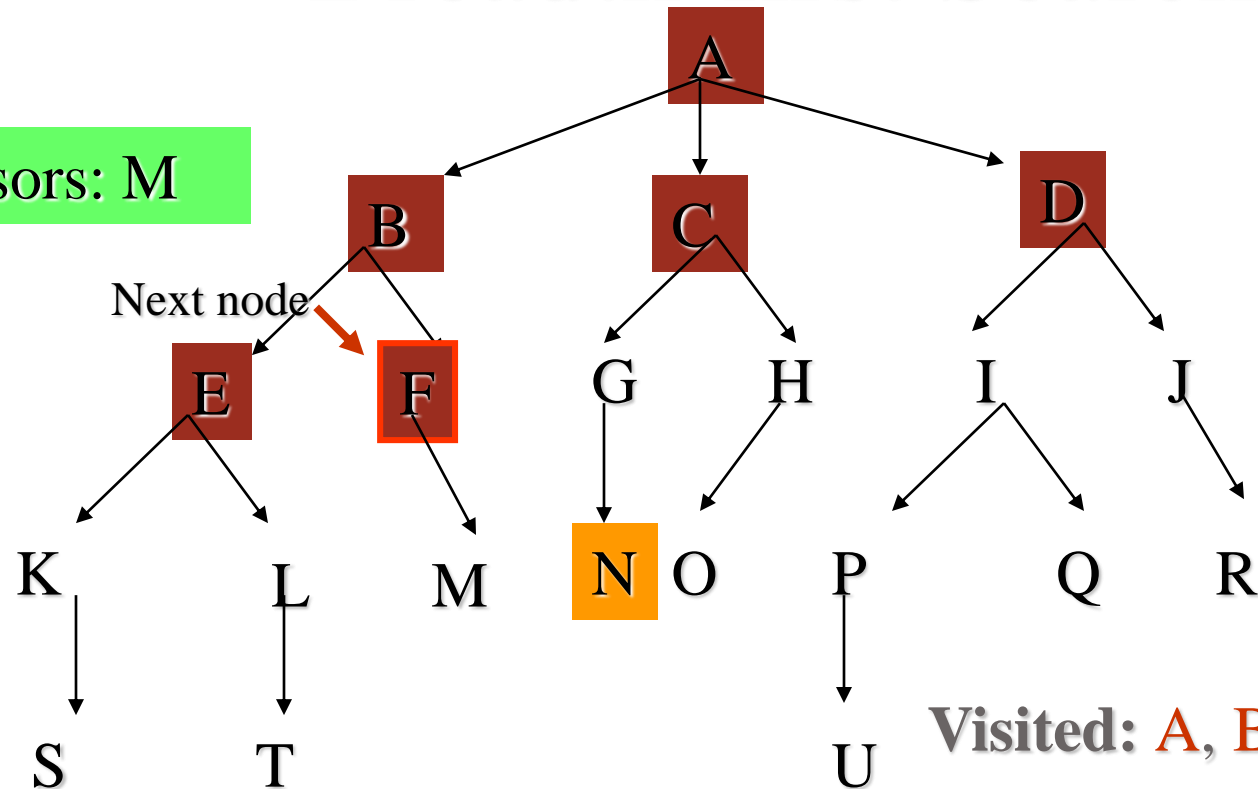 A
sors: M
B C D
Next node
E F G H I J
K L M N O P Q R
Visited: A, B
S T U